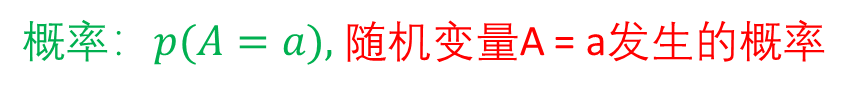 概率：p(A = a), 随机变量A = a发生的概率